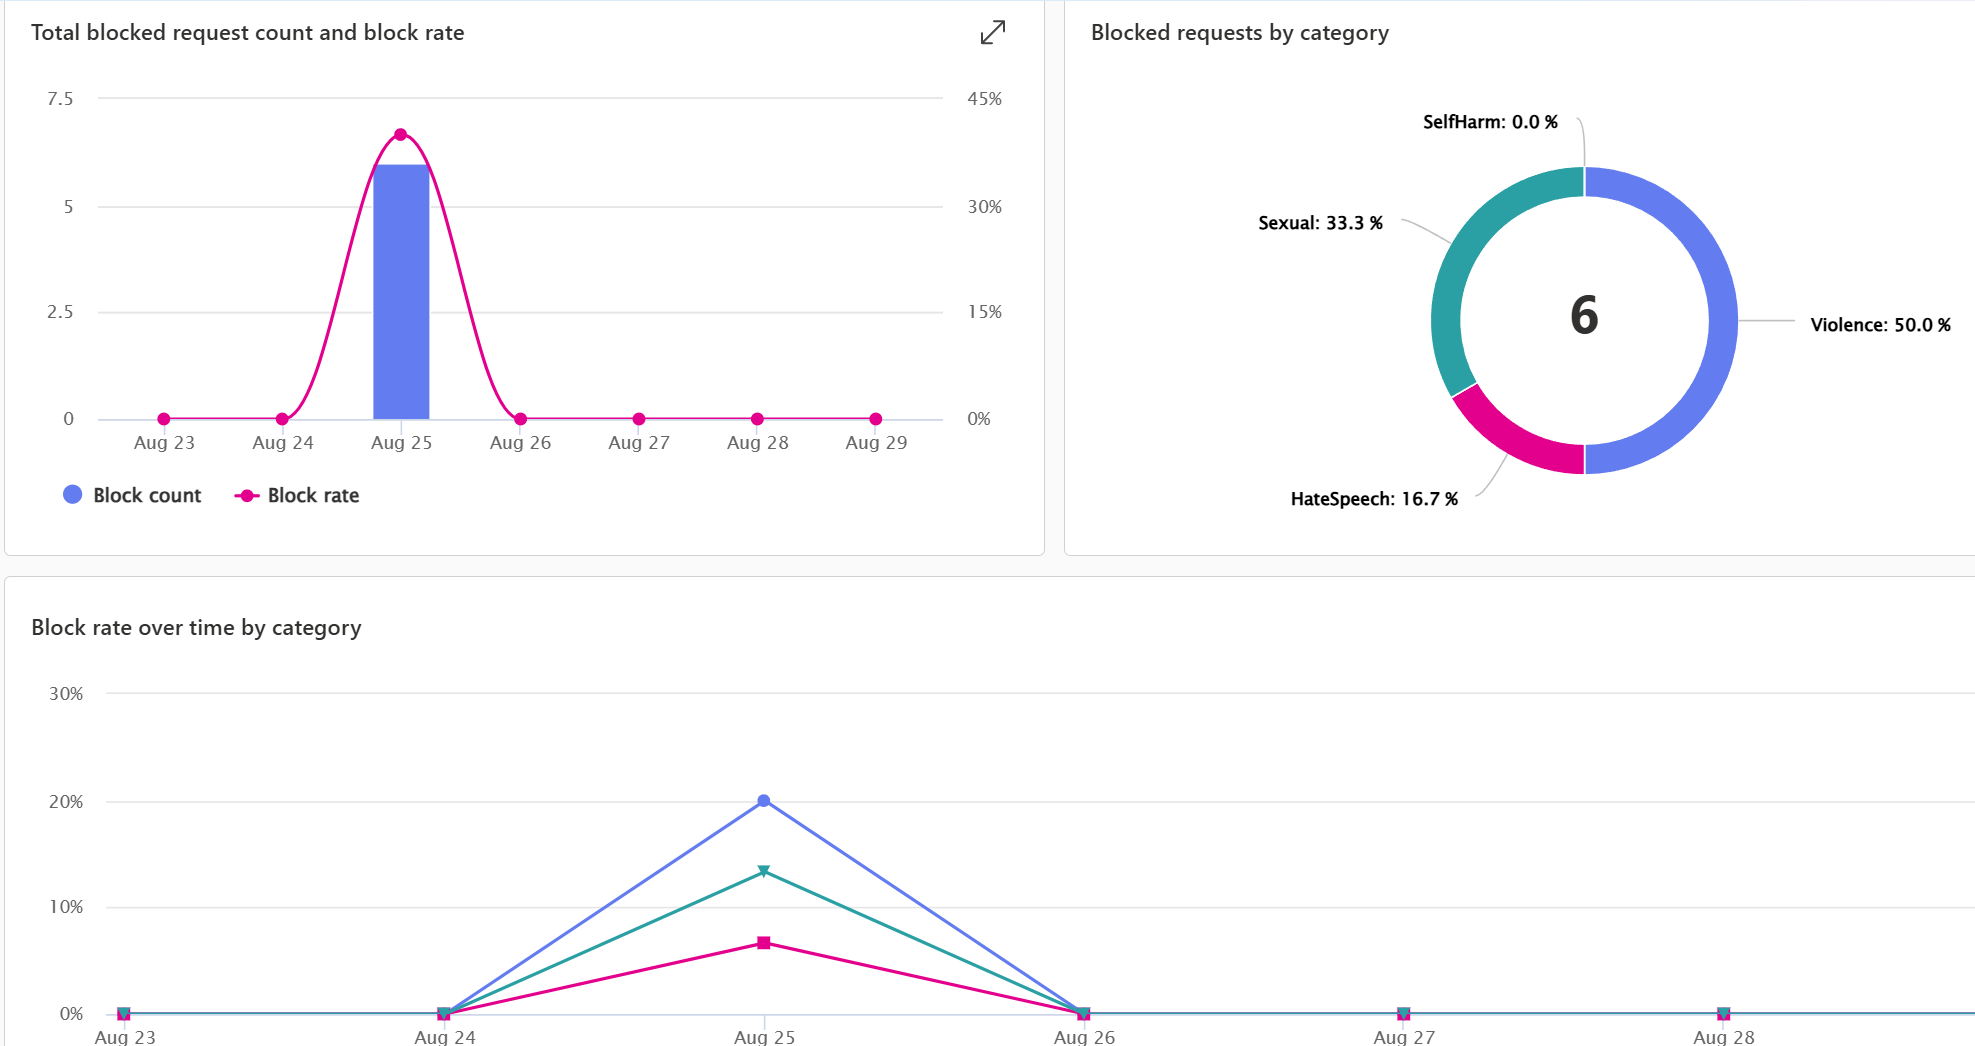 Total blocked request count and block rate
7.5
45%
5
30%
2.5
15%
0
0%
Aug 23
Aug 24
Aug 25
Aug 26
Aug 27
Aug 28
Aug 29
Block count
Block rate
Blocked requests by category
SelfHarm: 0.0 %
Sexual: 33.3 %
6
Violence: 50.0 %
HateSpeech: 16.7 %
Block rate over time by category
30%
20%
10%
0%
Aug 23
Aug 24
Aug 25
Aug 26
Aug 27
Aug 28